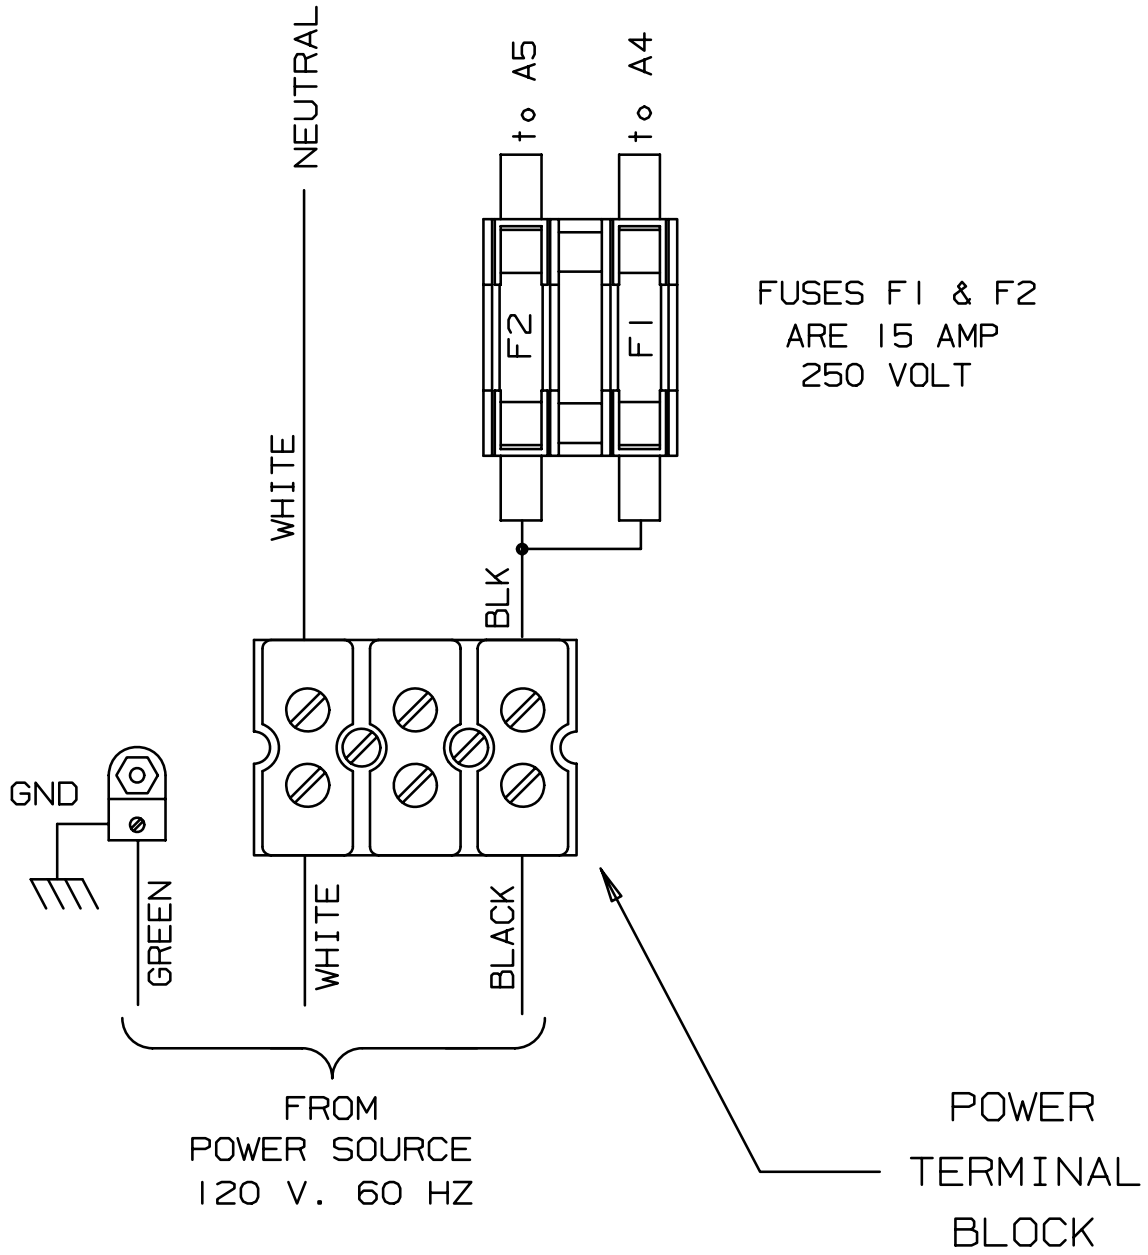 NEUTRAL
to A5
to A4
F2
F1
FUSES F1 & F2
ARE 15 AMP
250 VOLT
WHITE
BLK
GND
GREEN
WHITE
BLACK
FROM
POWER SOURCE
120 V. 60 HZ
POWER
TERMINAL
BLOCK